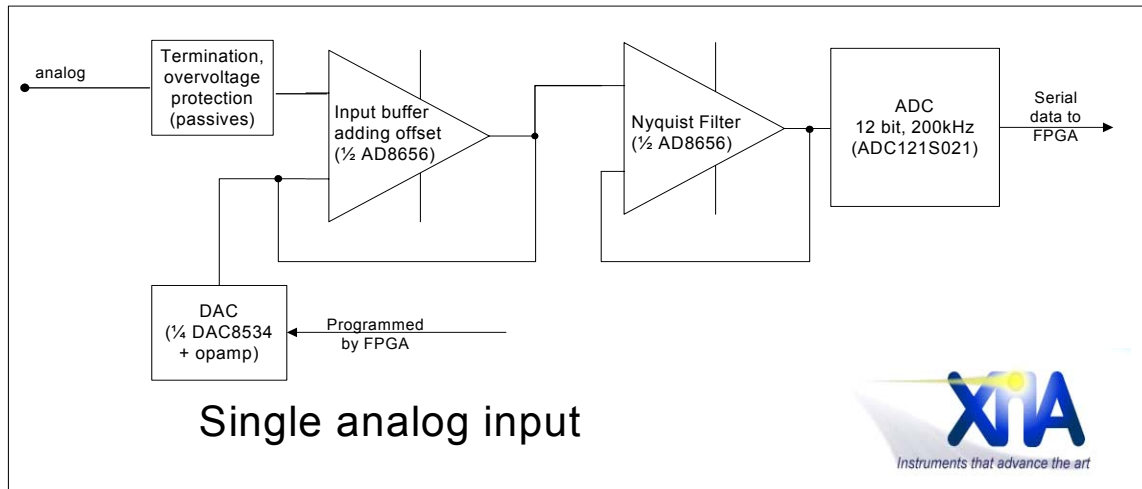 analog
Termination,
overvoltage
protection
(passives)
Input buffer
adding offset
(½ AD8656)
Nyquist Filter
(½ AD8656)
ADC
12 bit, 200kHz
(ADC121S021)
Serial
data to
FPGA
DAC
(¼ DAC8534
+ opamp)
Programmed
by FPGA
Single analog input
XIA
Instruments that advance the art